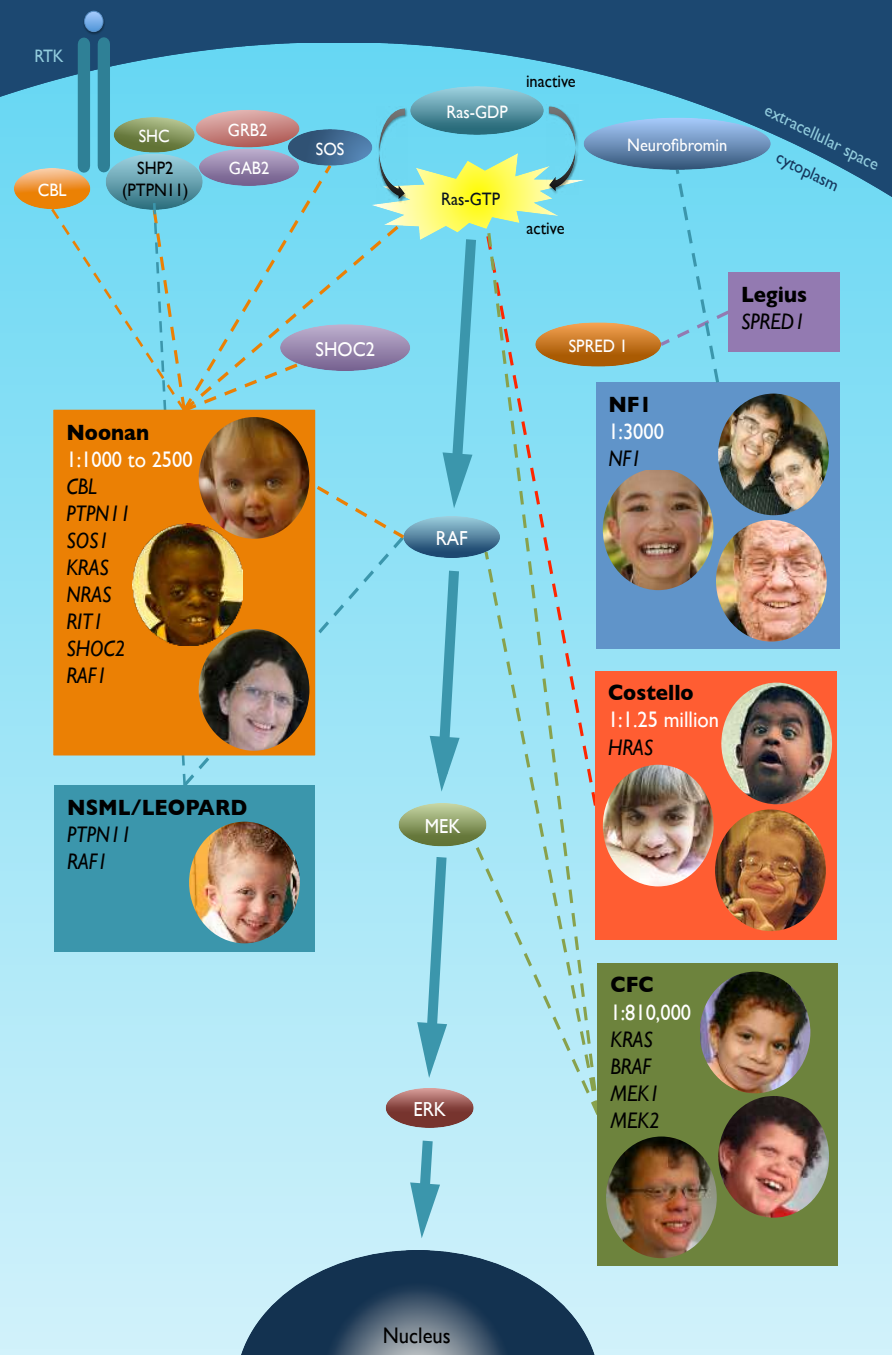 RTK
inactive
Ras-GDP
extracellular space
cytoplasm
SHC
GRB2
SOS
Neurofibromin
SHP2
(PTPN11)
GAB2
CBL
Ras-GTP
active
Legius
SPRED1
SHOC2
SPRED 1
Noonan
1:1000 to 2500
CBL
PTPN11
SOS1
KRAS
NRAS
RIT1
SHOC2
RAF1
NF1
1:3000
NF1
RAF
Costello
1:1.25 million
HRAS
NSML/LEOPARD
PTPN11
RAF1
MEK
CFC
1:810,000
KRAS
BRAF
MEK1
MEK2
ERK
Nucleus